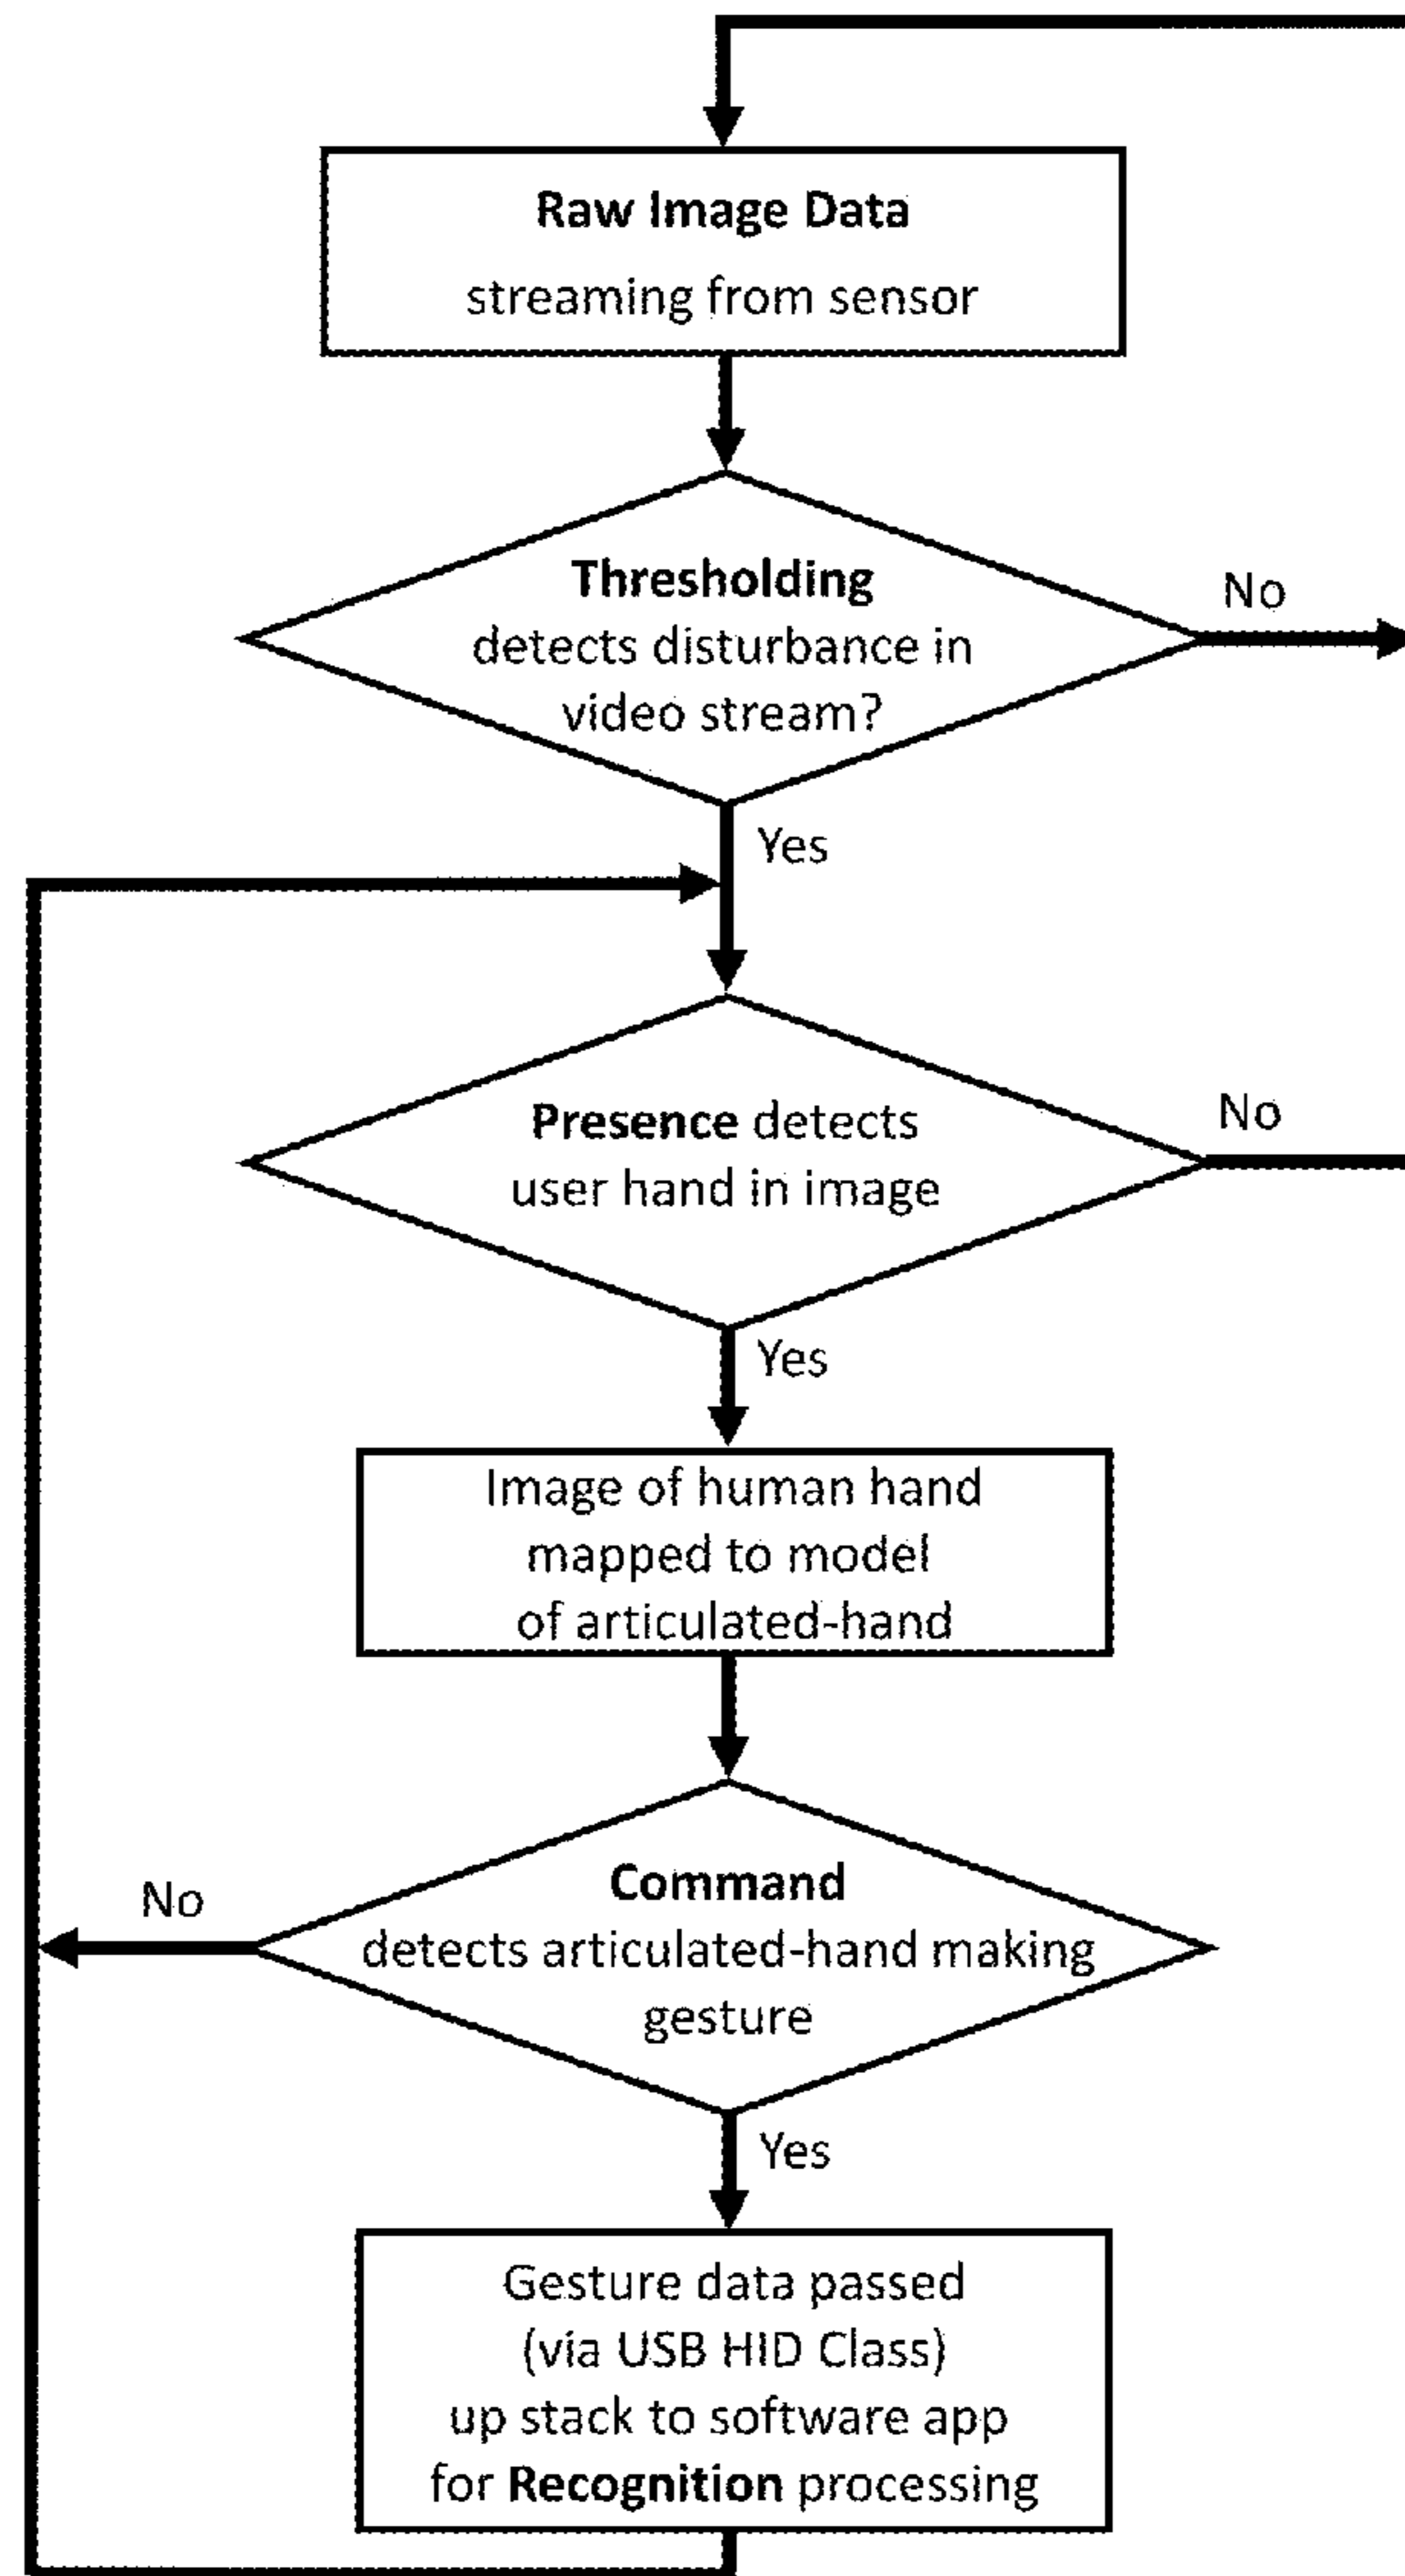 Raw Image Data
streaming from sensor
Thresholding
detects disturbance in
video stream?
No
Yes
Presence detects
user hand in image
No
Yes
Image of human hand
mapped to model
of articulated-hand
Command
detects articulated-hand making
gesture
No
Yes
Gesture data passed
(via USB HID Class)
up stack to software app
for Recognition processing